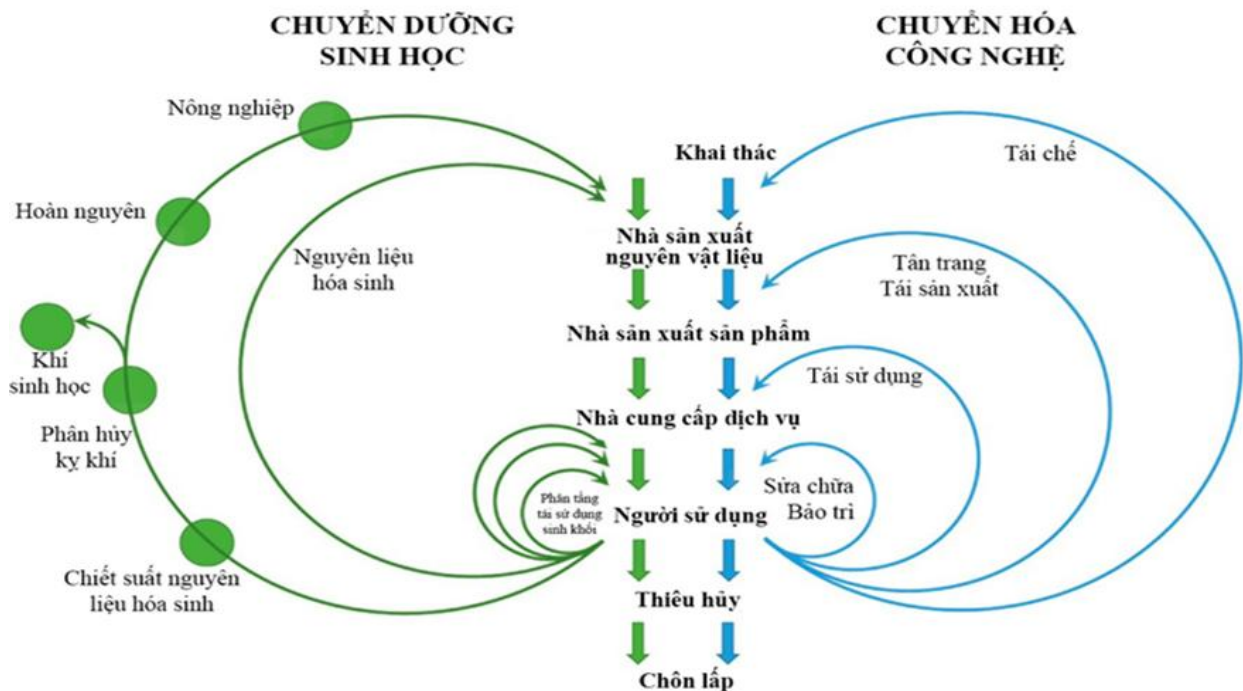 CHUYỂN DƯỠNG
SINH HỌC
CHUYỂN HÓA
CÔNG NGHỆ
Nông nghiệp
Hoàn nguyên
Nguyên liệu
hóa sinh
Khí
sinh học
Phân hủy
kỵ khí
Chiết suất nguyên
liệu hóa sinh
Phân tầng
tái sử dụng
sinh khối
Khai thác
Nhà sản xuất
nguyên vật liệu
Nhà sản xuất sản phẩm
Nhà cung cấp dịch vụ
Người sử dụng
Thiêu hủy
Chôn lấp
Tái chế
Tân trang
Tái sản xuất
Tái sử dụng
Sửa chữa
Bảo trì